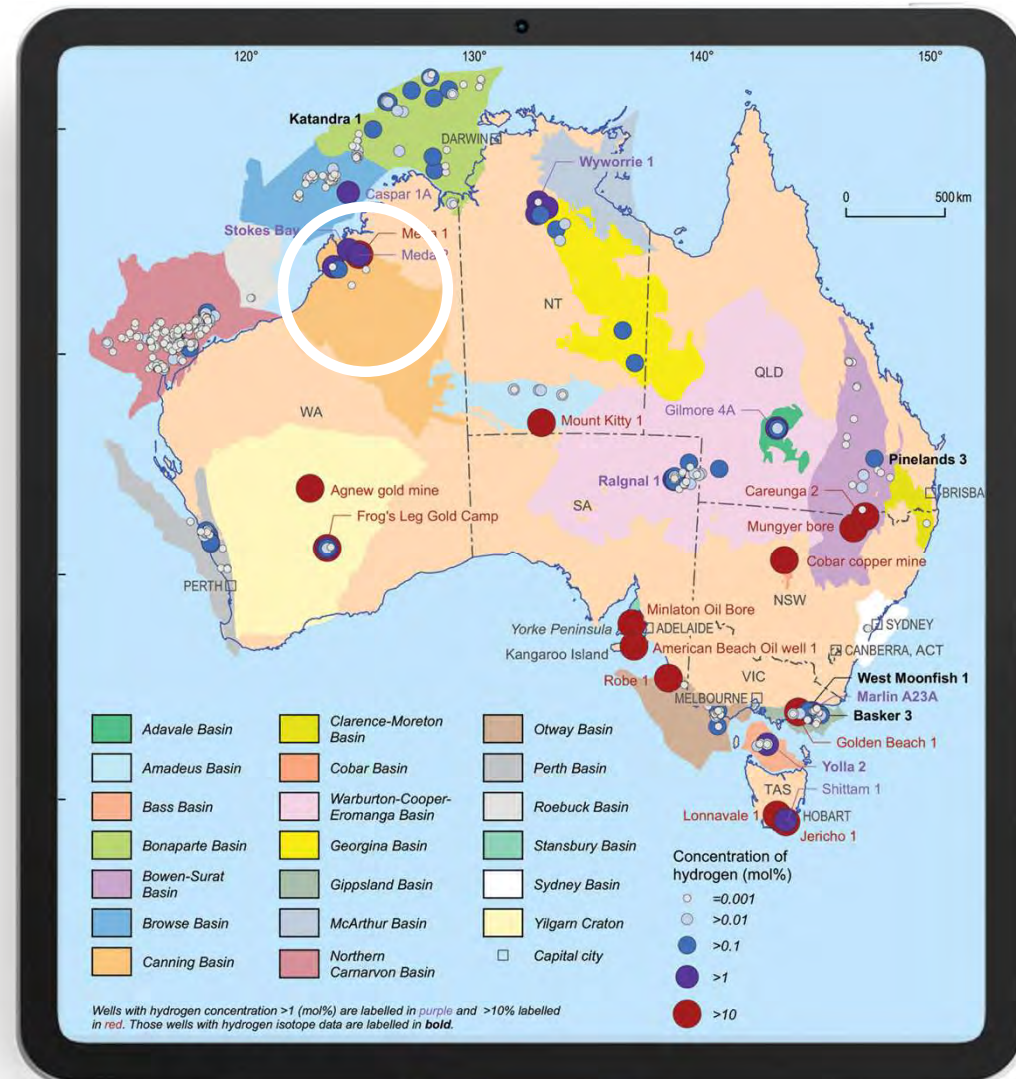 120°
130°
140°
150°
Katandra 1
DARWIN
Wyworrie 1
Caspar 1A
0
500 km
Stokes Bay
Meda 1
Meda 2
NT
QLD
Gilmore 4A
WA
Mount Kitty 1
Pinelands 3
Ralgnal 1
Careunga 2
BRISBA
Agnew gold mine
SA
Mungyer bore
Frog's Leg Gold Camp
Cobar copper mine
PERTH
NSW
Minlaton Oil Bore
SYDNEY
Yorke Peninsula
ADELAIDE
Kangaroo Island
American Beach Oil well 1
CANBERRA, ACT
VIC
Robe 1
West Moonfish 1
MELBOURNE
Marlin A23A
Basker 3
Golden Beach 1
Yolla 2
TAS
Shittam 1
Lonnavale 1
HOBART
Jericho 1
Adavale Basin
Amadeus Basin
Bass Basin
Bonaparte Basin
Bowen-Surat
Basin
Browse Basin
Canning Basin
Clarence-Moreton
Basin
Cobar Basin
Warburton-Cooper-
Eromanga Basin
Georgina Basin
Gippsland Basin
McArthur Basin
Northern
Carnarvon Basin
Otway Basin
Perth Basin
Roebuck Basin
Stansbury Basin
Sydney Basin
Yilgarn Craton
Capital city
Concentration of
hydrogen (mol%)
=0.001
>0.01
>0.1
>1
>10
Wells with hydrogen concentration >1 (mol%) are labelled in purple and >10% labelled
in red. Those wells with hydrogen isotope data are labelled in bold.